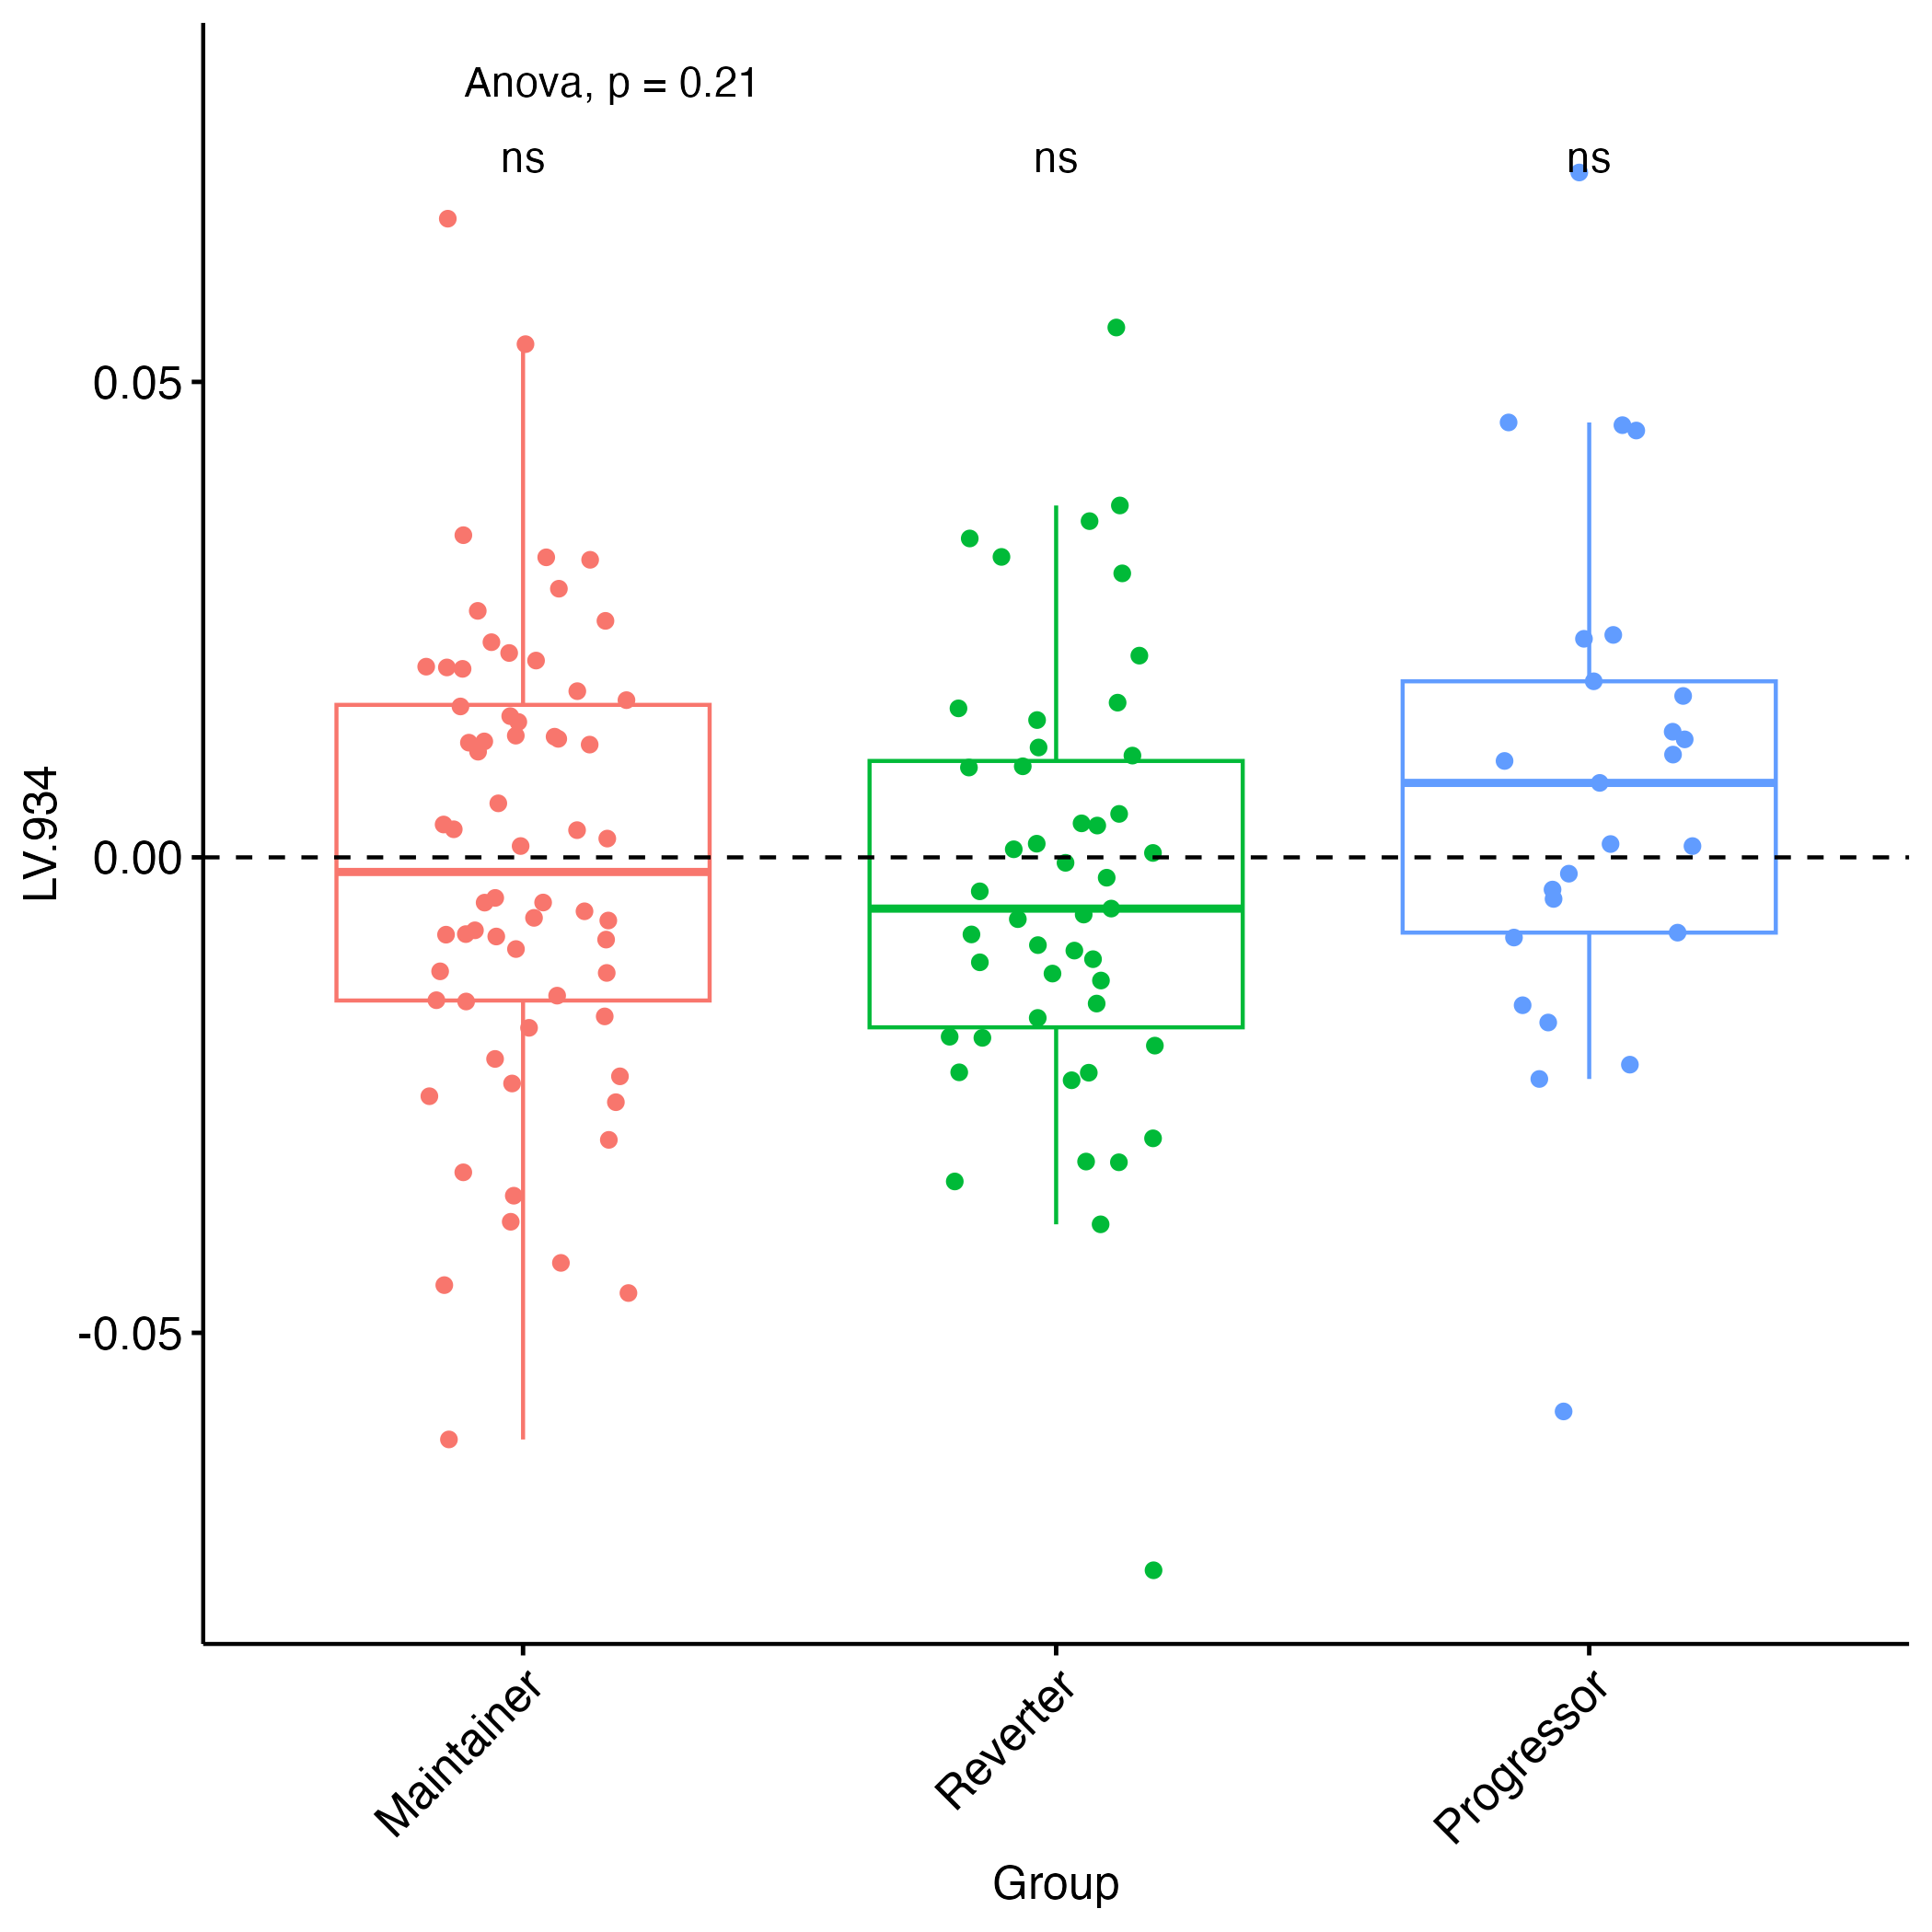 Anova, p = 0.21
ns ns ns
0.05
0.00
-0.05
LV.934
Maintainer
Reverter
Progressor
Group